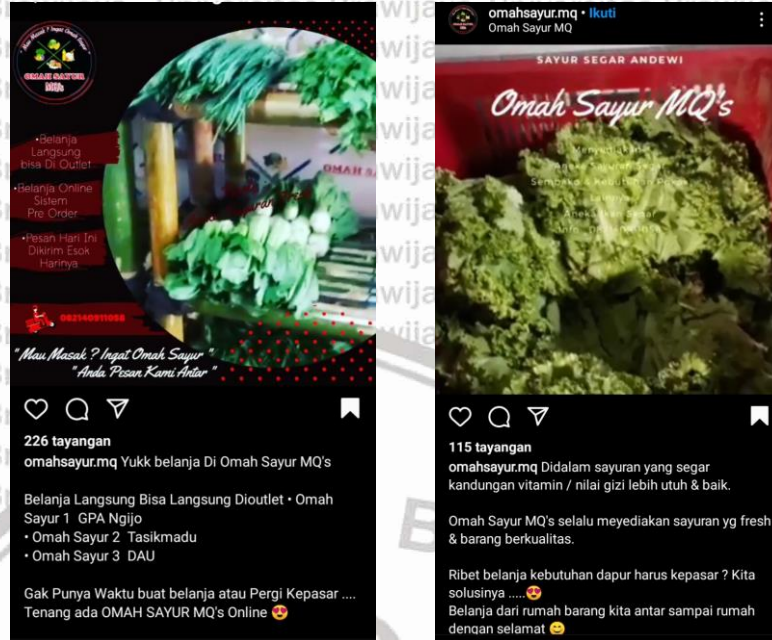 "Mau Masak ? Ingat Omah Sayur"
OMAH SAYUR
MQ's
•Belanja
Langsung
bisa Di Outlet
•Belanja Online
Sistem
Pre Order
•Pesan Hari Ini
Dikirim Esok
Harinya
082140511058
"Mau Masak ? Ingat Omah Sayur "
"Anda Pesan Kami Antar "
226 tayangan
omahsayur.mq Yukk belanja Di Omah Sayur MQ's
Belanja Langsung Bisa Langsung Dioutlet • Omah
Sayur 1 GPA Ngijo
• Omah Sayur 2 Tasikmadu
• Omah Sayur 3 DAU
Gak Punya Waktu buat belanja atau Pergi Kepasar ....
Tenang ada OMAH SAYUR MQ's Online 😍
omahsayur.mq • Ikuti
Omah Sayur MQ
SAYUR SEGAR ANDEWI
Omah Sayur MQ's
115 tayangan
omahsayur.mq Didalam sayuran yang segar
kandungan vitamin / nilai gizi lebih utuh & baik.
Omah Sayur MQ's selalu meyediakan sayuran yg fresh
& barang berkualitas.
Ribet belanja kebutuhan dapur harus kepasar ? Kita
solusinya .....😍
Belanja dari rumah barang kita antar sampai rumah
dengan selamat 😄